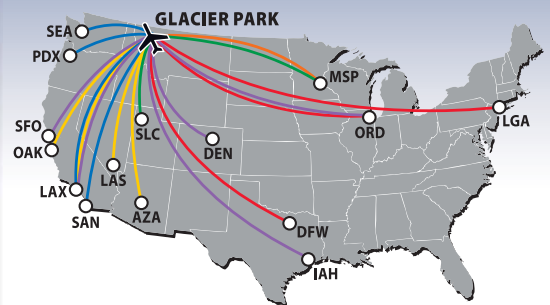 GLACIER PARK
SEA
PDX
MSP
LGA
ORD
SFO
SLC
OAK
DEN
LAS
LAX
AZA
SAN
DFW
IAH